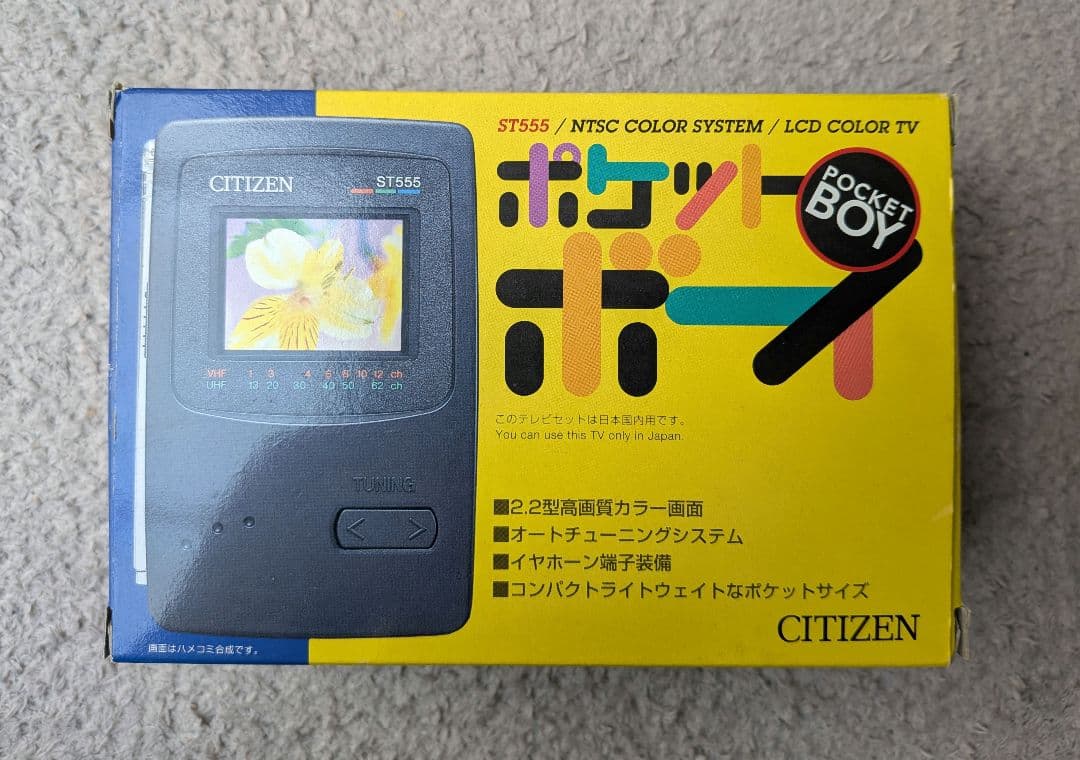 ST555 / NTSC COLOR SYSTEM / LCD COLOR TV
ポケット
ボーイ
POCKET
BOY
CITIZEN
ST555
VHF 1 3 4 6 8 10 12 ch
UHF 13 20 30 40 50 62 ch
TUNING
このテレビセットは日本国内用です。
You can use this TV only in Japan.
■2.2型高画質カラー画面
■オートチューニングシステム
■イヤホーン端子装備
■コンパクトライトウェイトなポケットサイズ
CITIZEN
画面はハメコミ合成です。